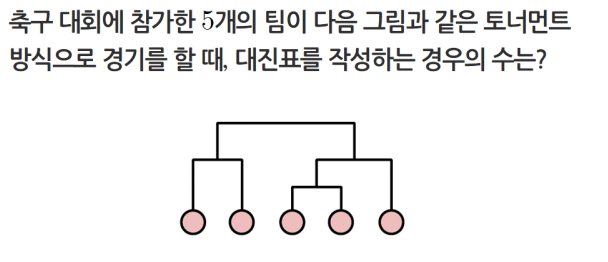 축구 대회에 참가한 5개의 팀이 다음 그림과 같은 토너먼트
방식으로 경기를 할 때, 대진표를 작성하는 경우의 수는?